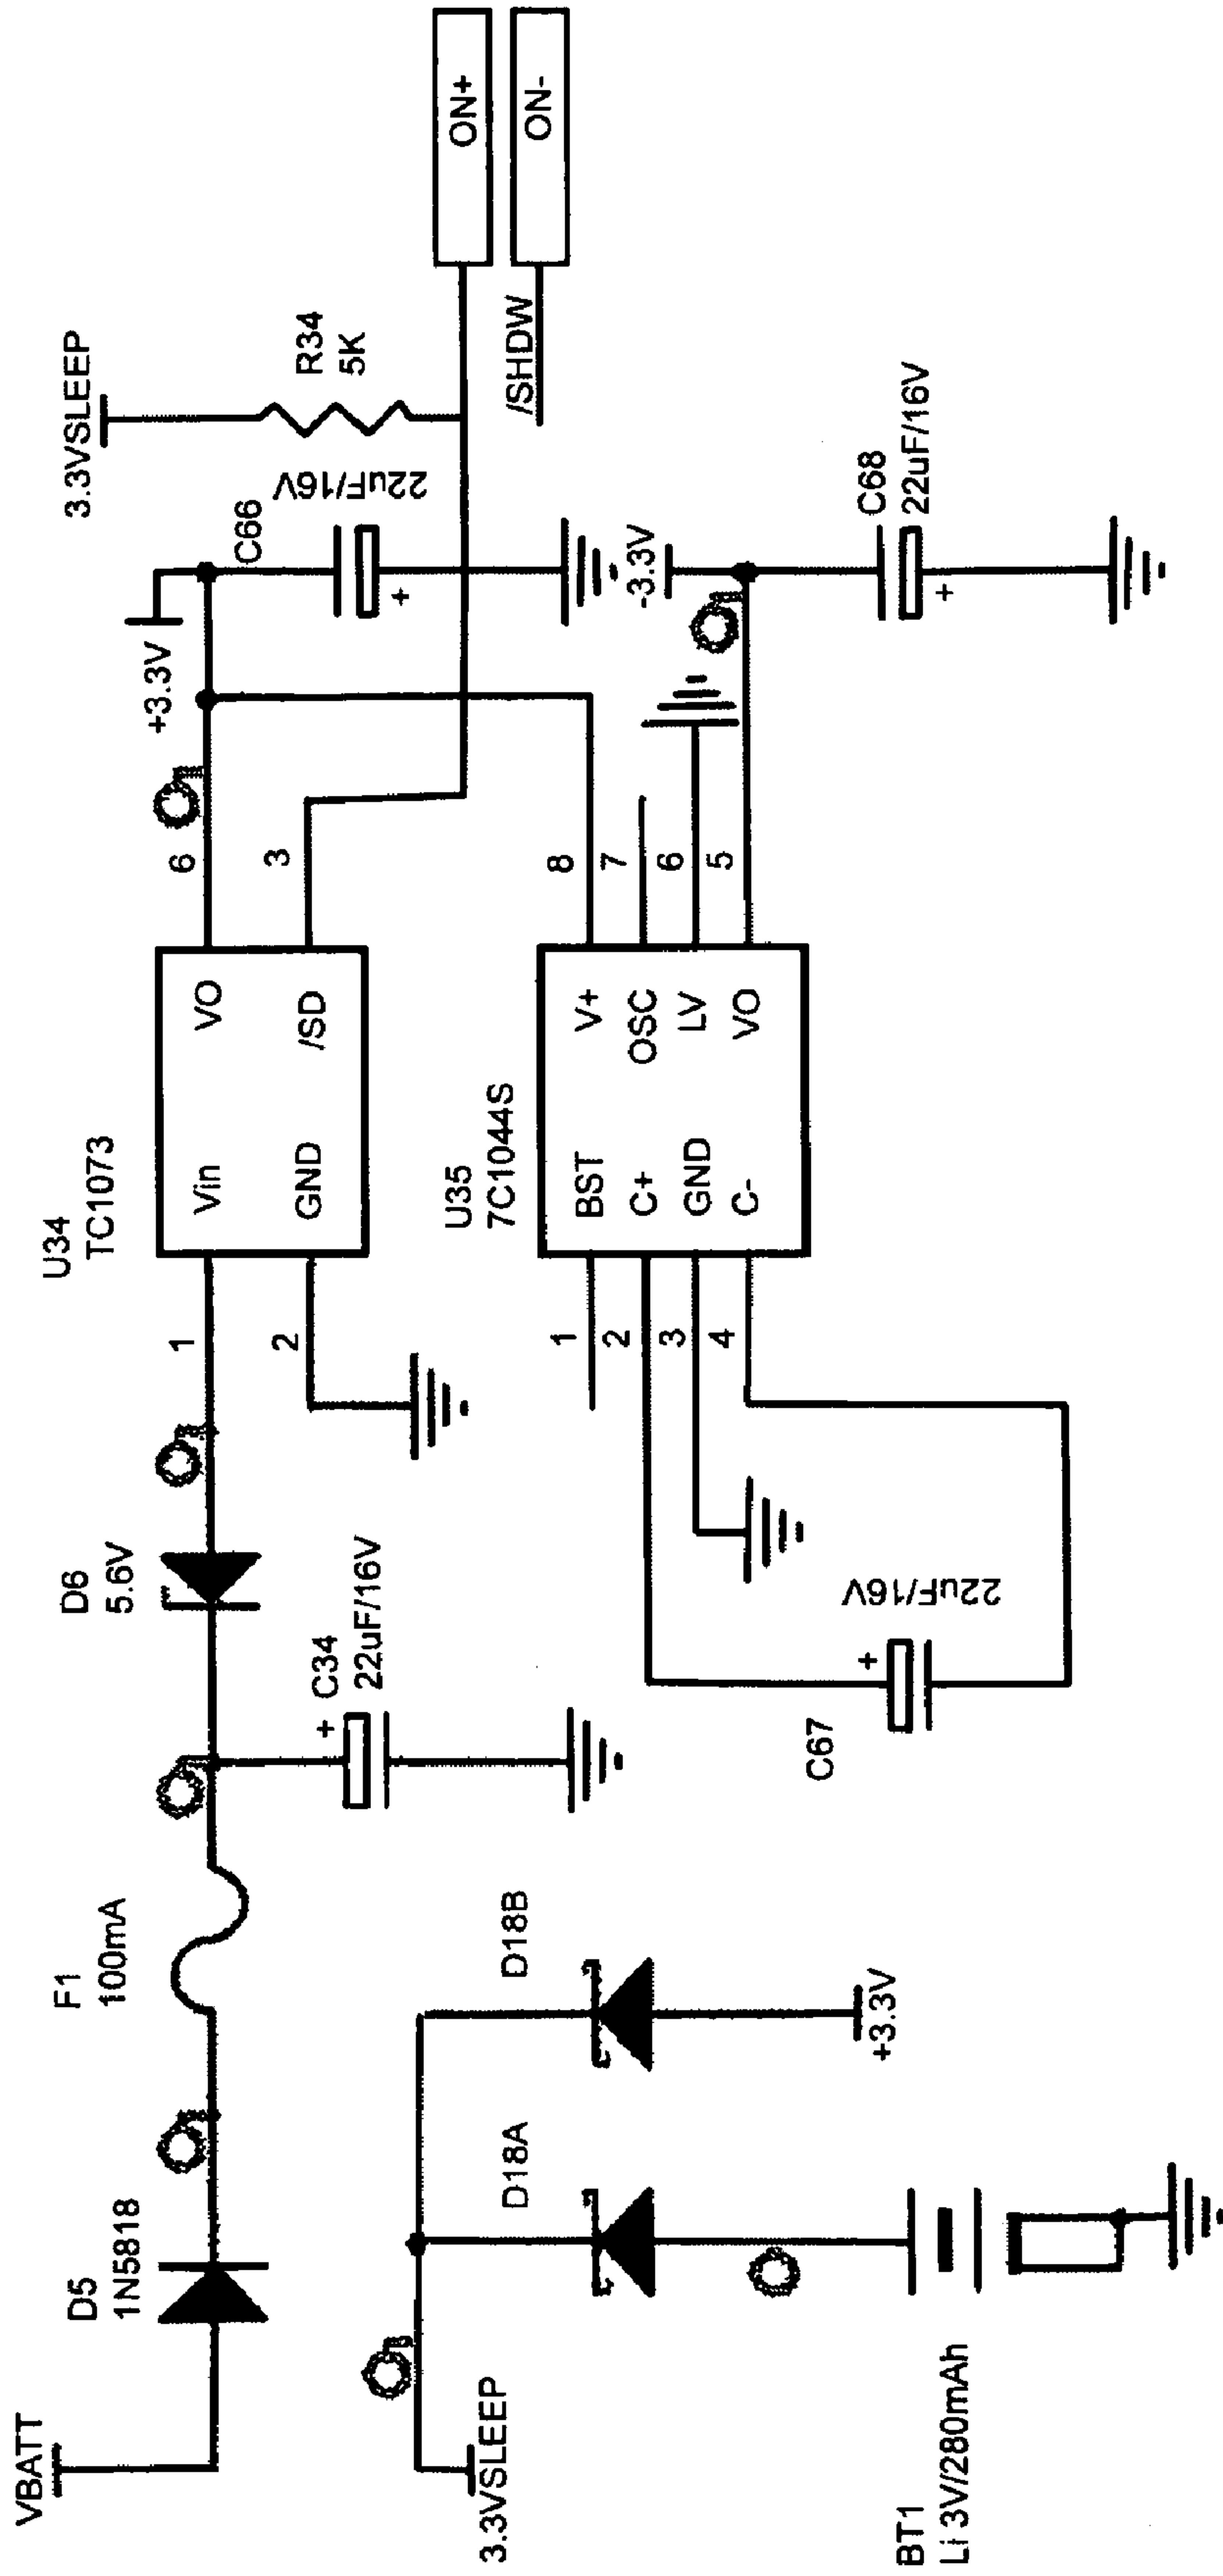 VBATT
D5
1N5818
F1
100mA
D6
5.6V
C34
22uF/16V
+
U34
TC1073
Vin
VO
GND
/SD
1
2
6
3
+3.3V
C66
22uF/16V
+
3.3VSLEEP
R34
5K
ON+
ON-
/SHDW
3.3VSLEEP
D18A
D18B
+3.3V
BT1
Li 3V/280mAh
U35
7C1044S
BST
C+
GND
C-
V+
OSC
LV
VO
1
2
3
4
8
7
6
5
C67
22uF/16V
+
-3.3V
C68
22uF/16V
+